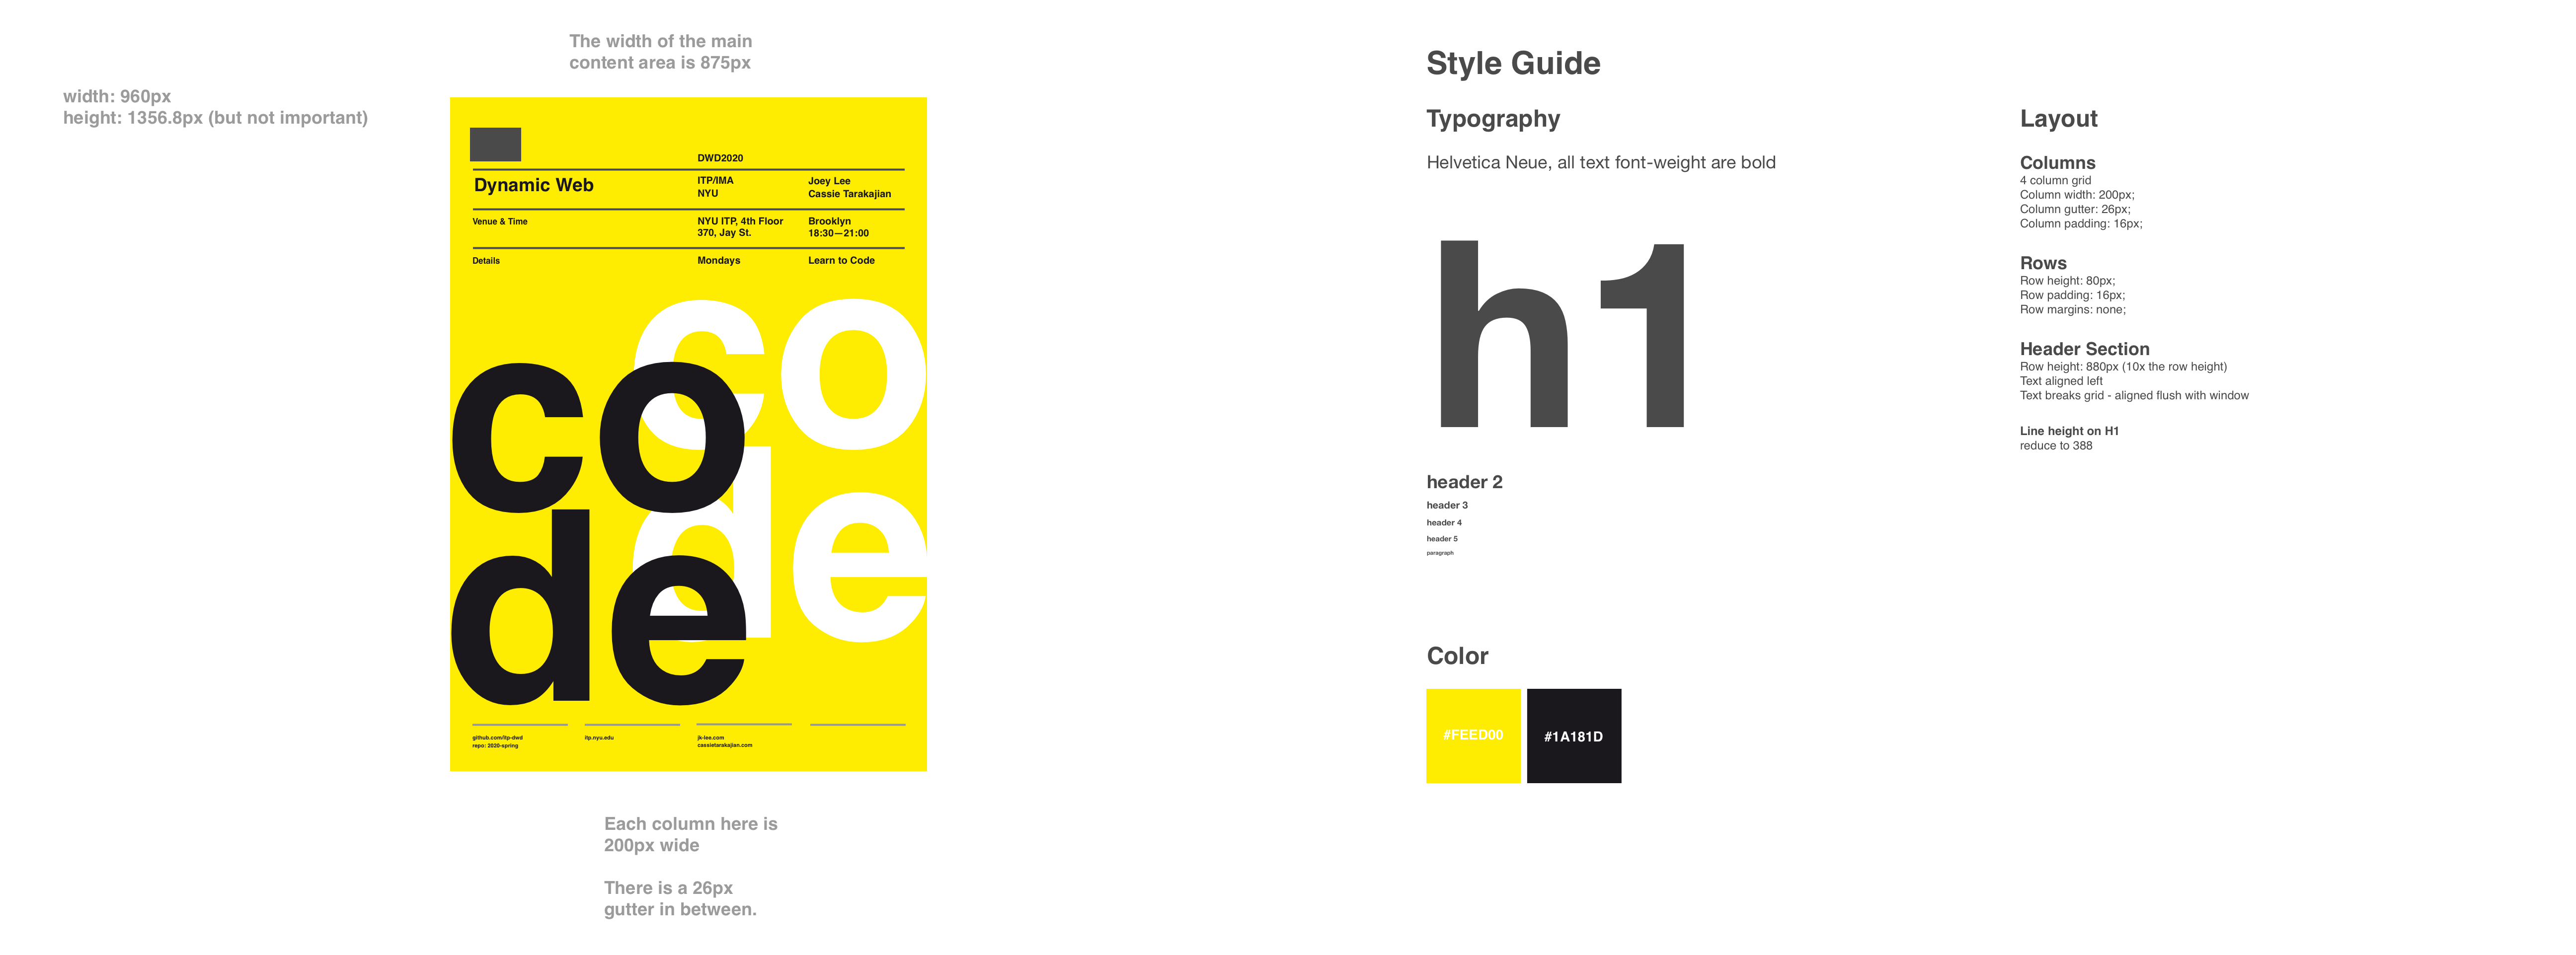 The width of the main
content area is 875px
width: 960px
height: 1356.8px (but not important)
DWD2020
Dynamic Web
ITP/IMA
NYU
Joey Lee
Cassie Tarakajian
Venue & Time
NYU ITP, 4th Floor
370, Jay St.
Brooklyn
18:30—21:00
Details
Mondays
Learn to Code
co
de
co
de
github.com/itp-dwd
repo: 2020-spring
itp.nyu.edu
jk-lee.com
cassietarakajian.com
Each column here is
200px wide
There is a 26px
gutter in between.
Style Guide
Typography
Helvetica Neue, all text font-weight are bold
h1
header 2
header 3
header 4
header 5
paragraph
Color
#FEED00
#1A181D
Layout
Columns
4 column grid
Column width: 200px;
Column gutter: 26px;
Column padding: 16px;
Rows
Row height: 80px;
Row padding: 16px;
Row margins: none;
Header Section
Row height: 880px (10x the row height)
Text aligned left
Text breaks grid - aligned flush with window
Line height on H1
reduce to 388